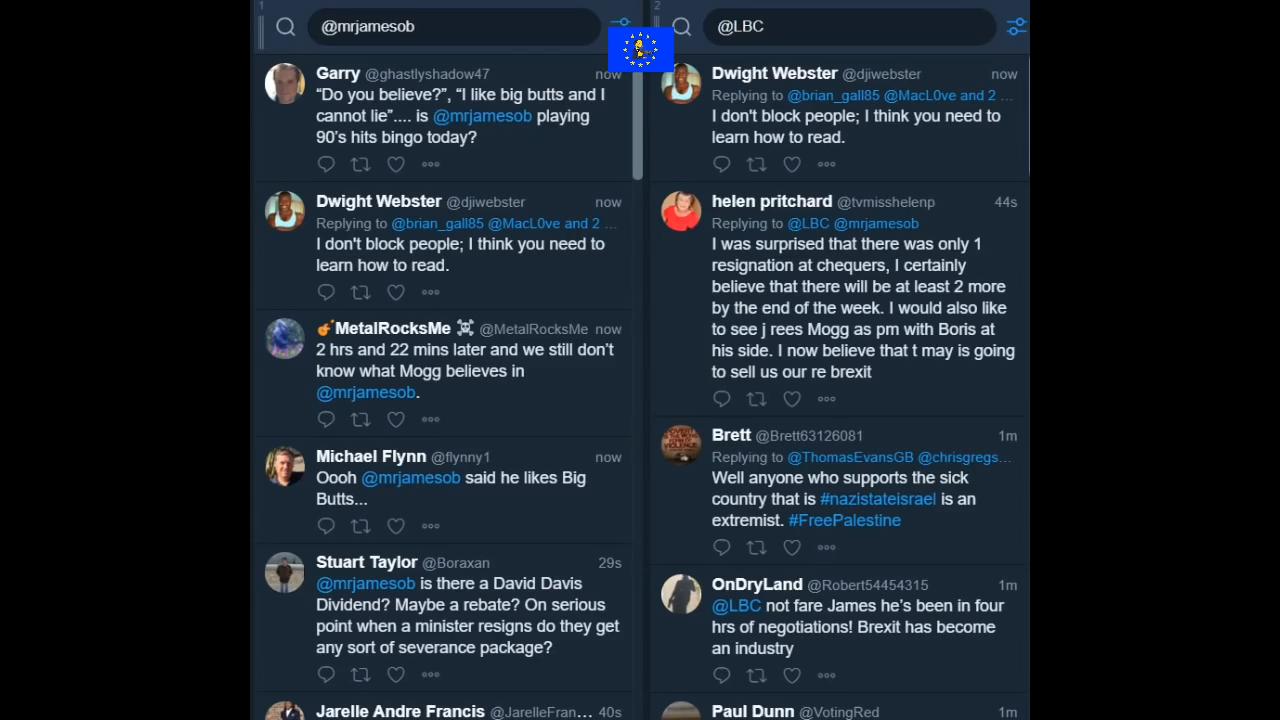 1
@mrjamesob
Garry @ghastlyshadow47 now
“Do you believe?”, “I like big butts and I
cannot lie”.... is @mrjamesob playing
90’s hits bingo today?
Dwight Webster @djiwebster now
Replying to @brian_gall85 @MacL0ve and 2 ...
I don't block people; I think you need to
learn how to read.
🎸MetalRocksMe ☠ @MetalRocksMe now
2 hrs and 22 mins later and we still don’t
know what Mogg believes in
@mrjamesob.
Michael Flynn @flynny1 now
Oooh @mrjamesob said he likes Big
Butts...
Stuart Taylor @Boraxan 29s
@mrjamesob is there a David Davis
Dividend? Maybe a rebate? On serious
point when a minister resigns do they get
any sort of severance package?
Jarelle Andre Francis @JarelleFran... 40s
2
@LBC
Dwight Webster @djiwebster now
Replying to @brian_gall85 @MacL0ve and 2 ...
I don't block people; I think you need to
learn how to read.
helen pritchard @tvmisshelenp 44s
Replying to @LBC @mrjamesob
I was surprised that there was only 1
resignation at chequers, I certainly
believe that there will be at least 2 more
by the end of the week. I would also like
to see j rees Mogg as pm with Boris at
his side. I now believe that t may is going
to sell us our re brexit
Brett @Brett63126081 1m
Replying to @ThomasEvansGB @chrisgregs...
Well anyone who supports the sick
country that is #nazistateisrael is an
extremist. #FreePalestine
OnDryLand @Robert54454315 1m
@LBC not fare James he’s been in four
hrs of negotiations! Brexit has become
an industry
Paul Dunn @VotingRed 1m